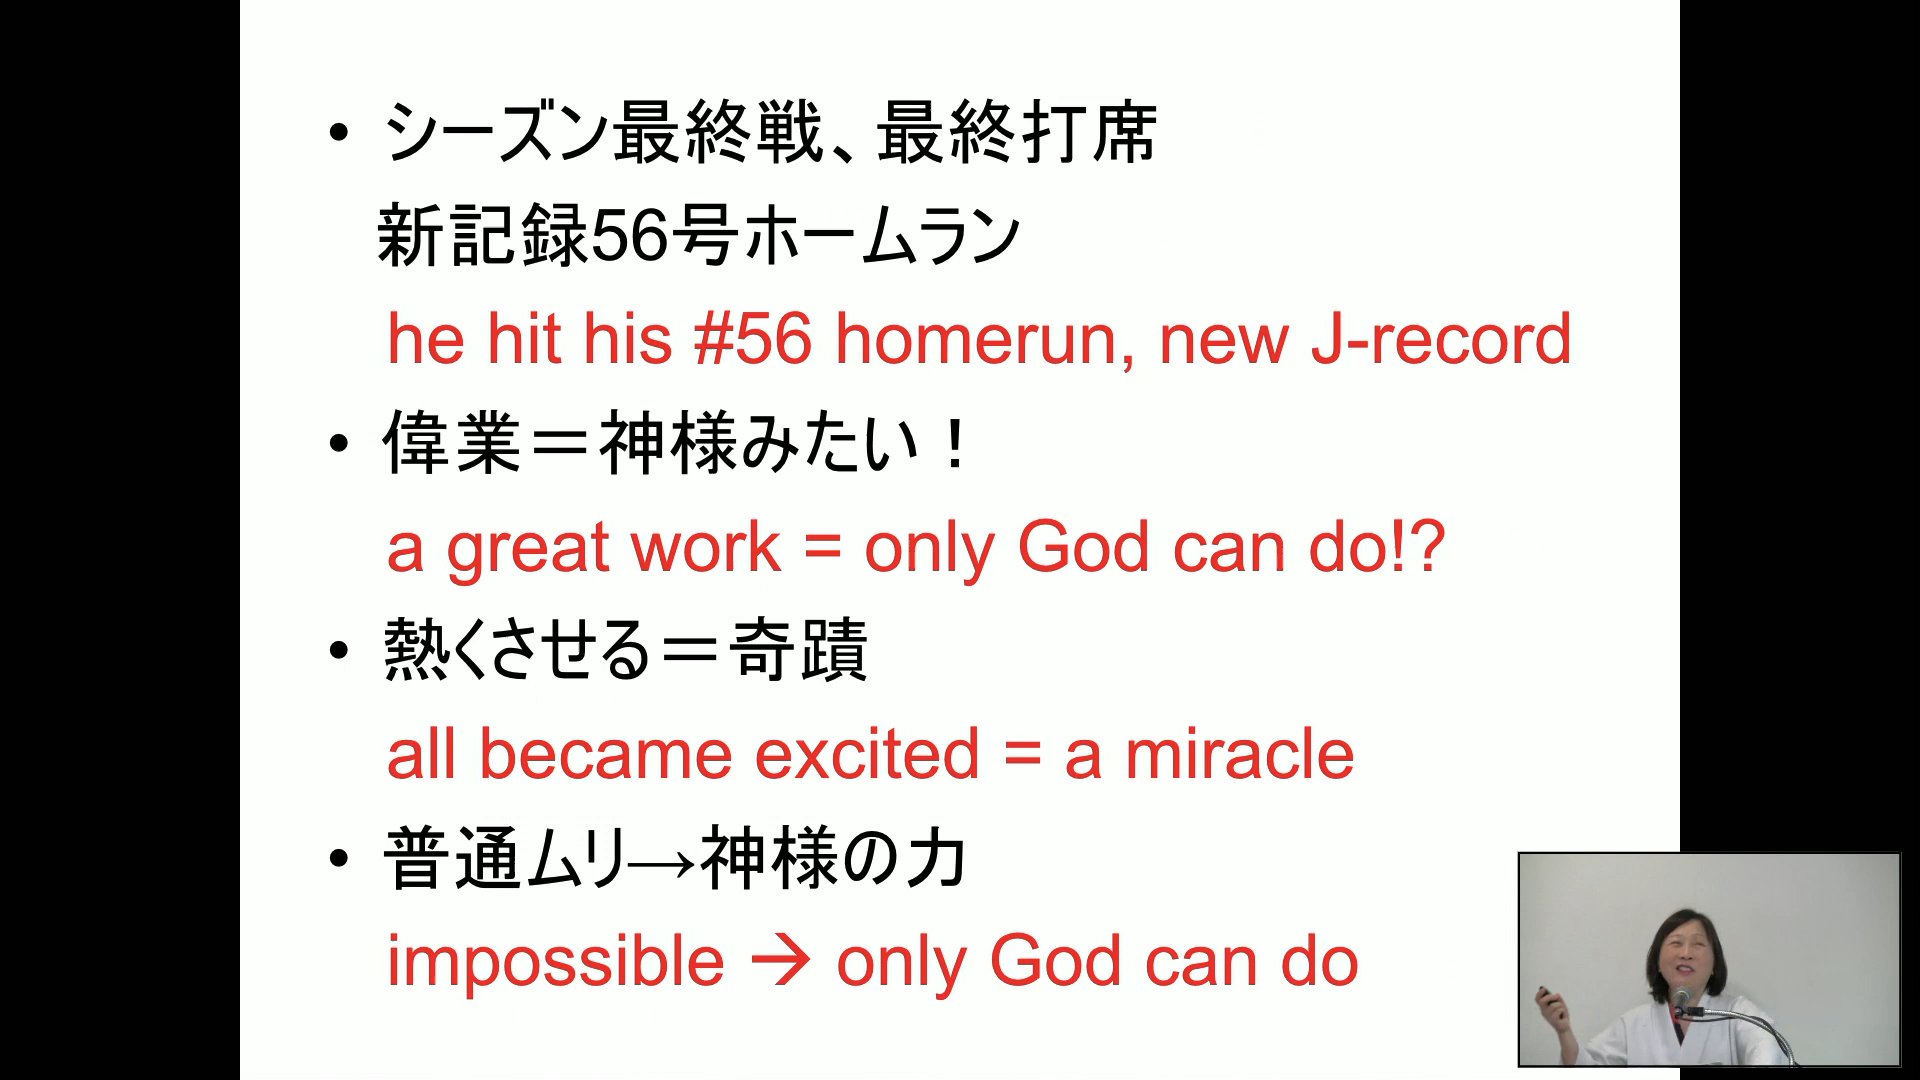 • シーズン最終戦、最終打席
新記録56号ホームラン
he hit his #56 homerun, new J-record
• 偉業＝神様みたい！
a great work = only God can do!?
• 熱くさせる＝奇蹟
all became excited = a miracle
• 普通ムリ→神様の力
impossible → only God can do